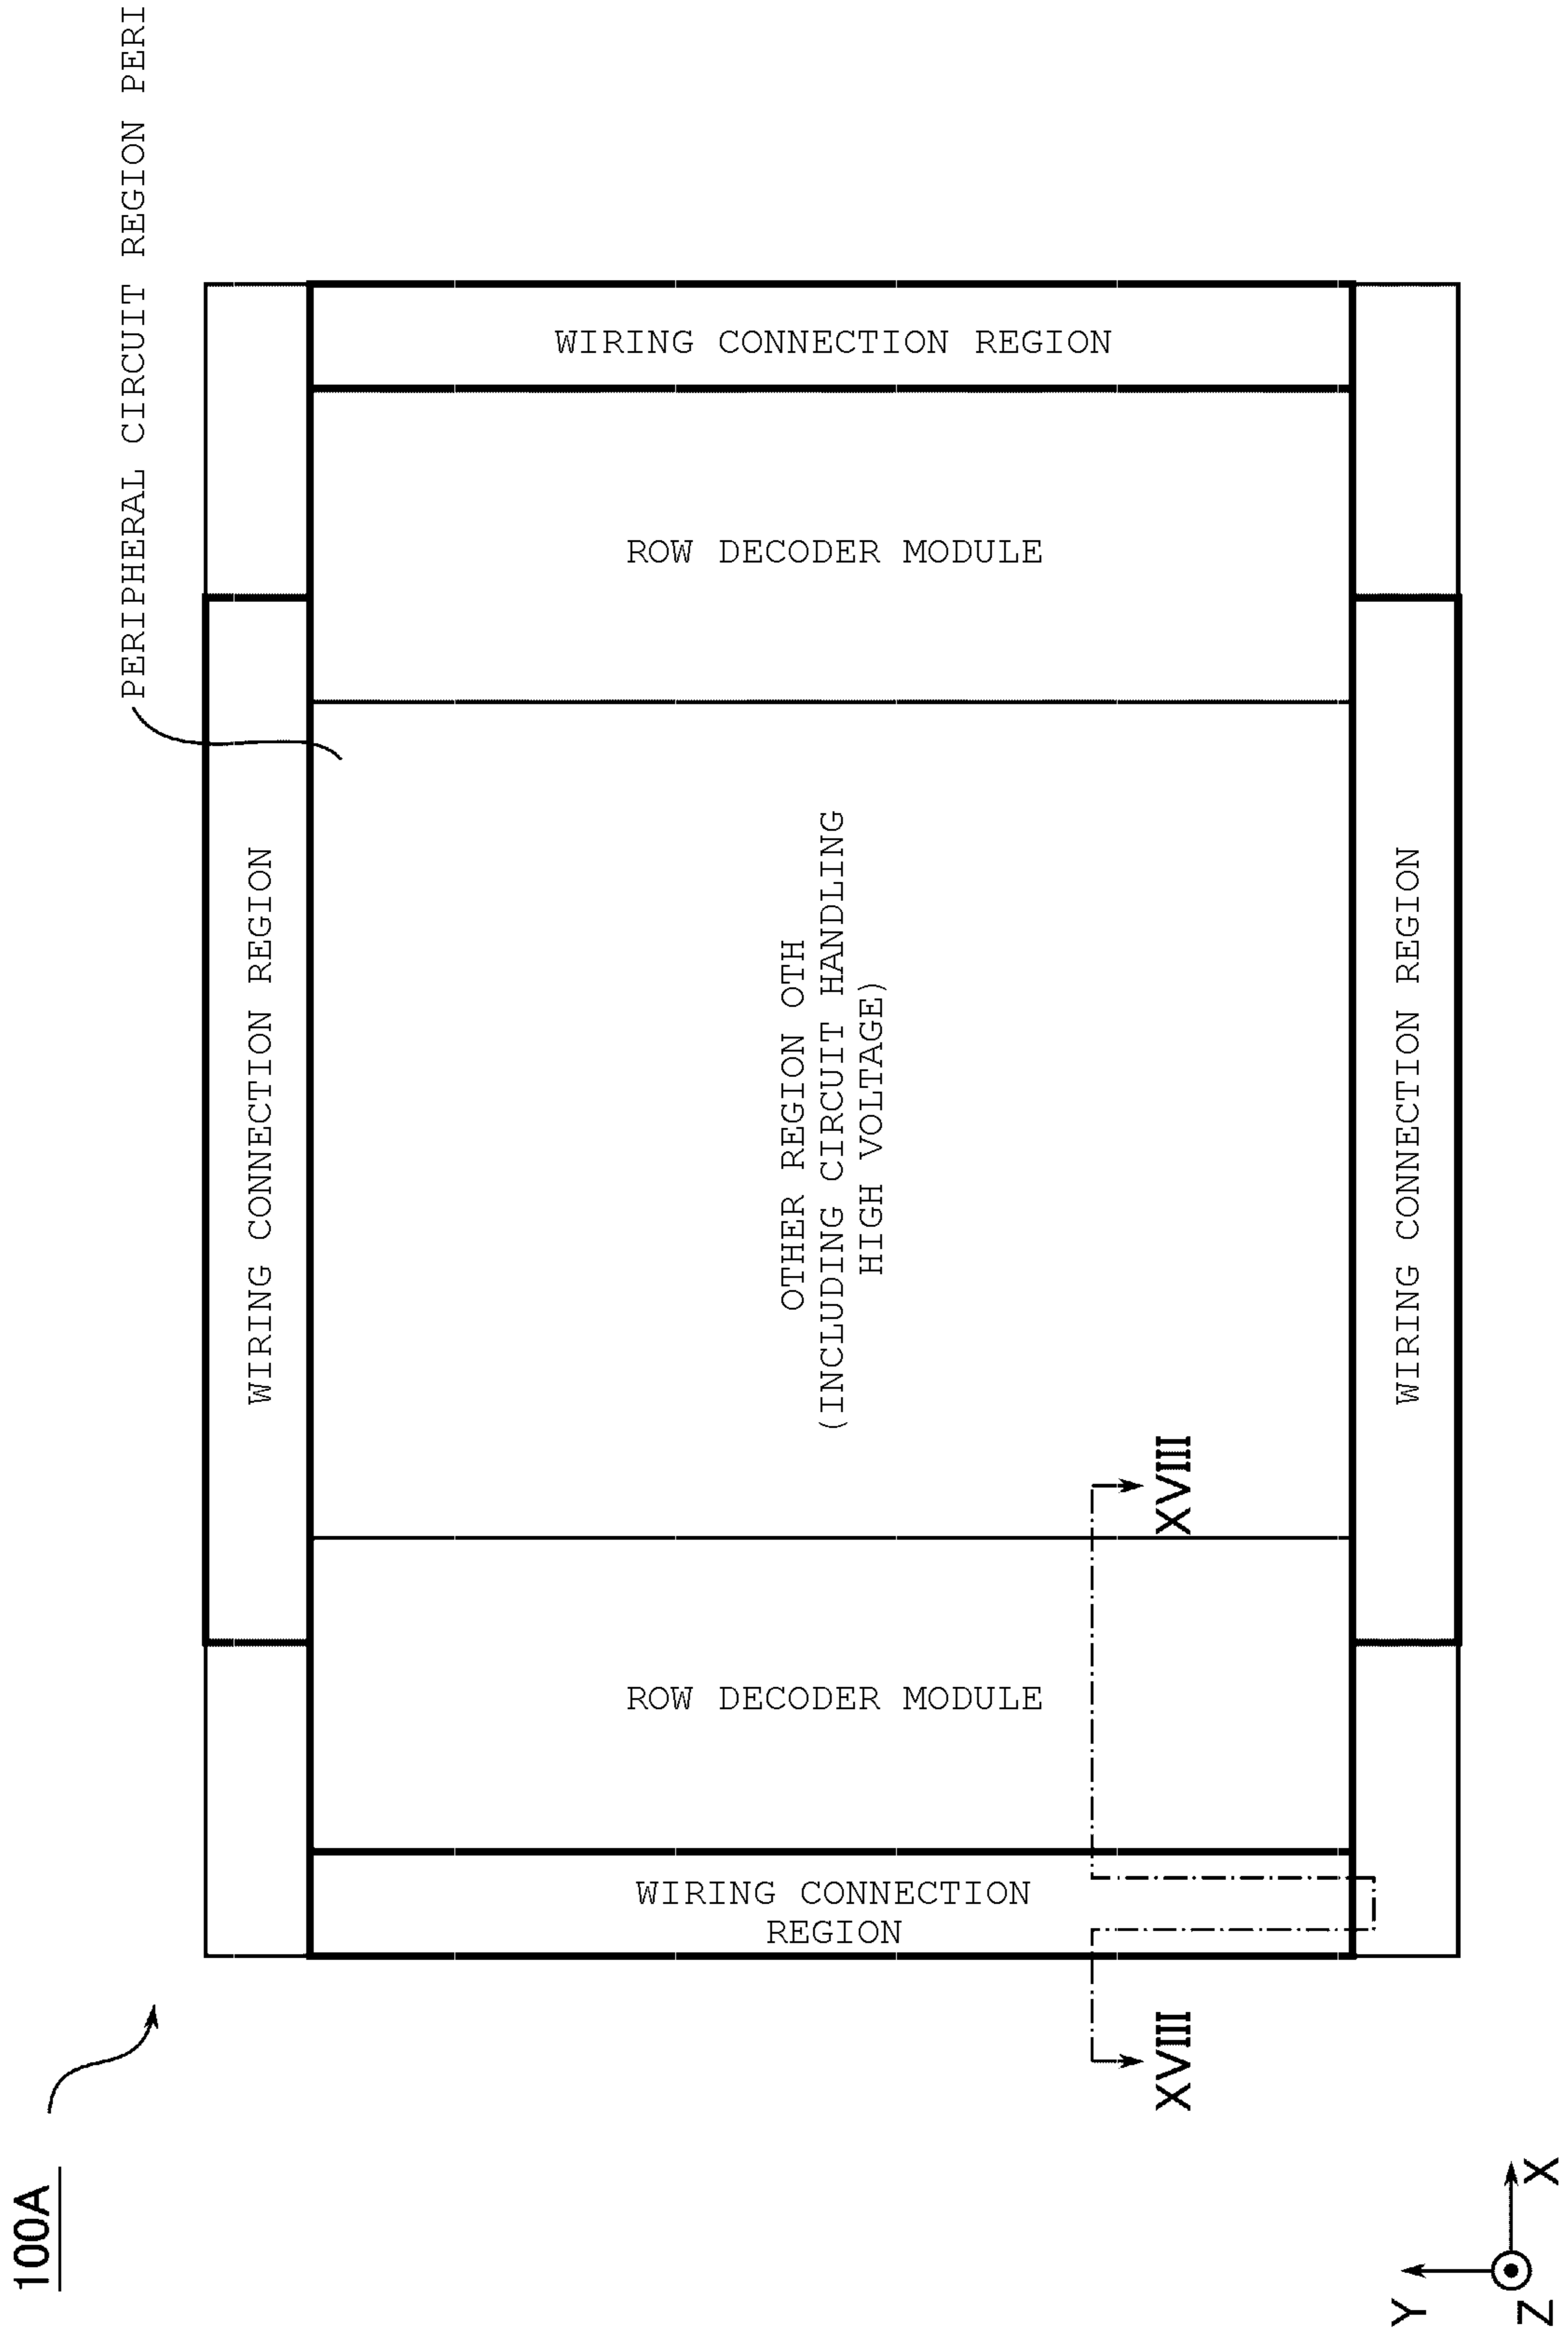 100A
PERIPHERAL CIRCUIT REGION PERI
WIRING CONNECTION REGION
WIRING CONNECTION
REGION
ROW DECODER MODULE
OTHER REGION OTH
(INCLUDING CIRCUIT HANDLING
HIGH VOLTAGE)
ROW DECODER MODULE
WIRING CONNECTION REGION
XVIII
XVIII
WIRING CONNECTION REGION
Y
Z
X